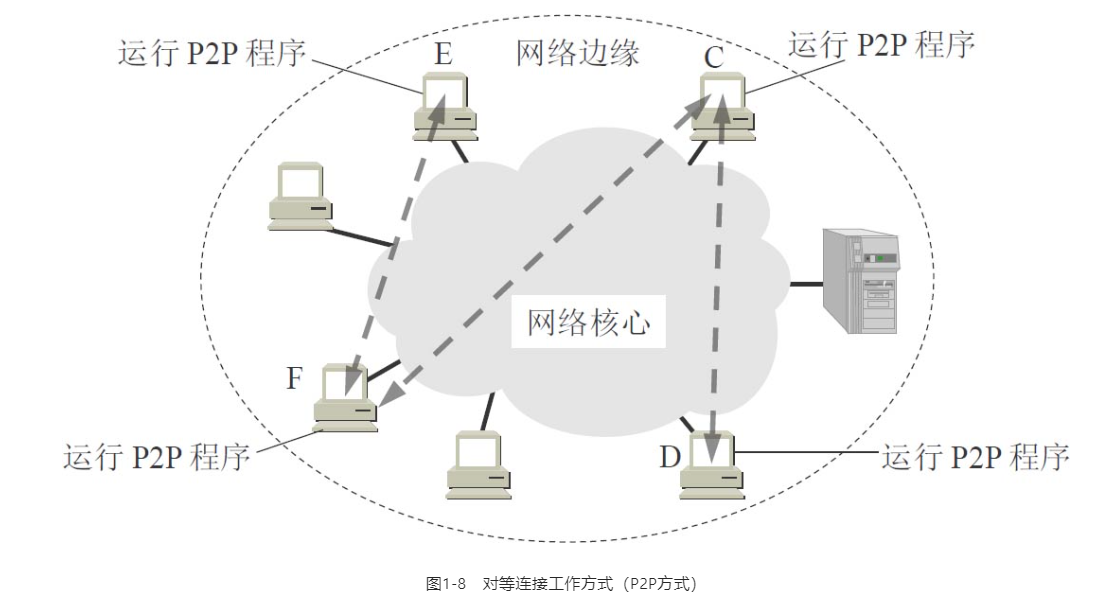 运行 P2P 程序
E
网络边缘
C
运行 P2P 程序
网络核心
F
运行 P2P 程序
D
运行 P2P 程序
图1-8 对等连接工作方式（P2P方式）